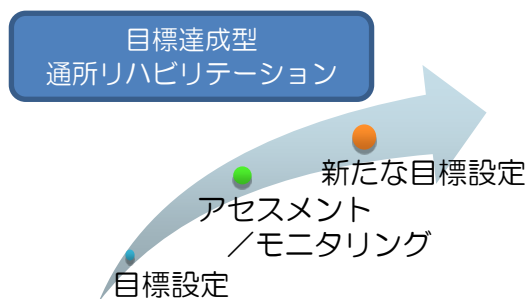 目標達成型
通所リハビリテーション
新たな目標設定
アセスメント
／モニタリング
目標設定